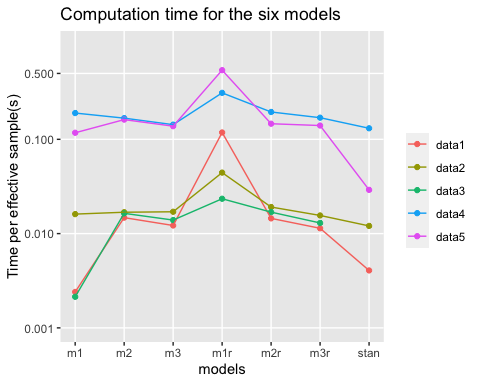 Computation time for the six models
Time per effective sample(s)
0.500
0.100
0.010
0.001
m1 m2 m3 m1r m2r m3r stan
models
data1
data2
data3
data4
data5